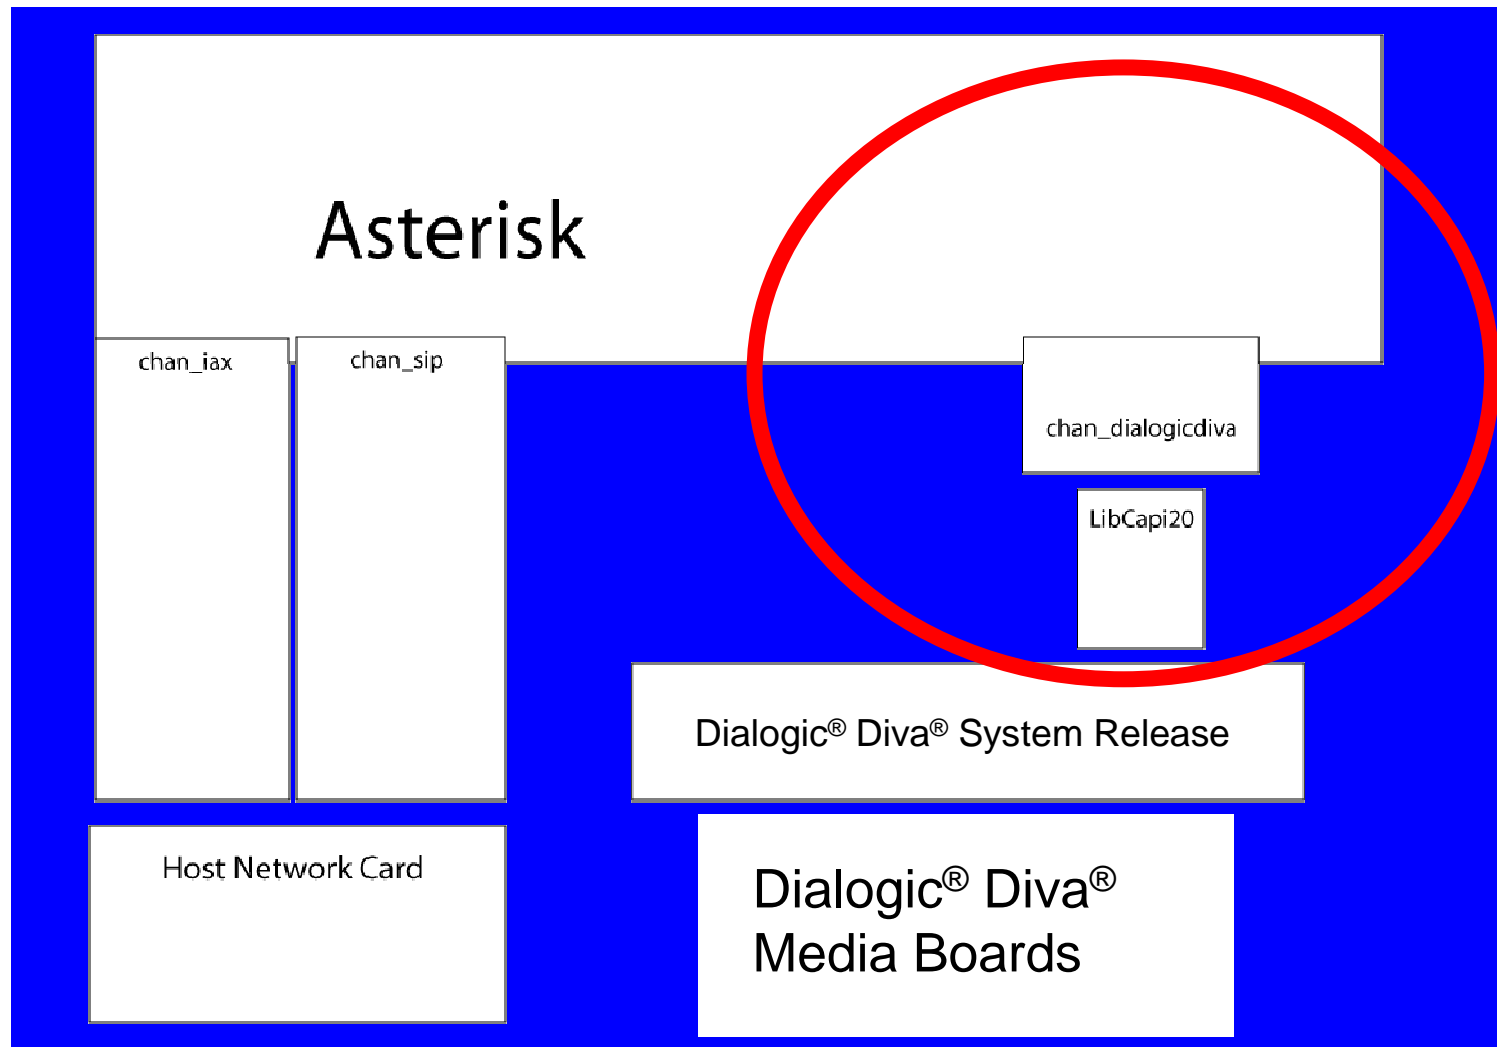 Asterisk
chan_iax
chan_sip
chan_dialogicdiva
LibCapi20
Dialogic® Diva® System Release
Host Network Card
Dialogic® Diva®
Media Boards